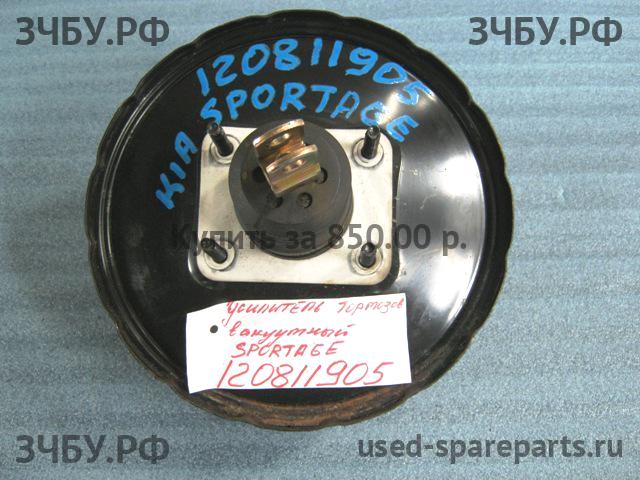 ЗЧБУ.РФ ЗЧБУ.РФ
120811905
KIA SPORTAGE
Купить за 850.00 р.
Усилитель тормозов
вакуумный
SPORTAGE
120811905
ЗЧБУ.РФ used-spareparts.ru